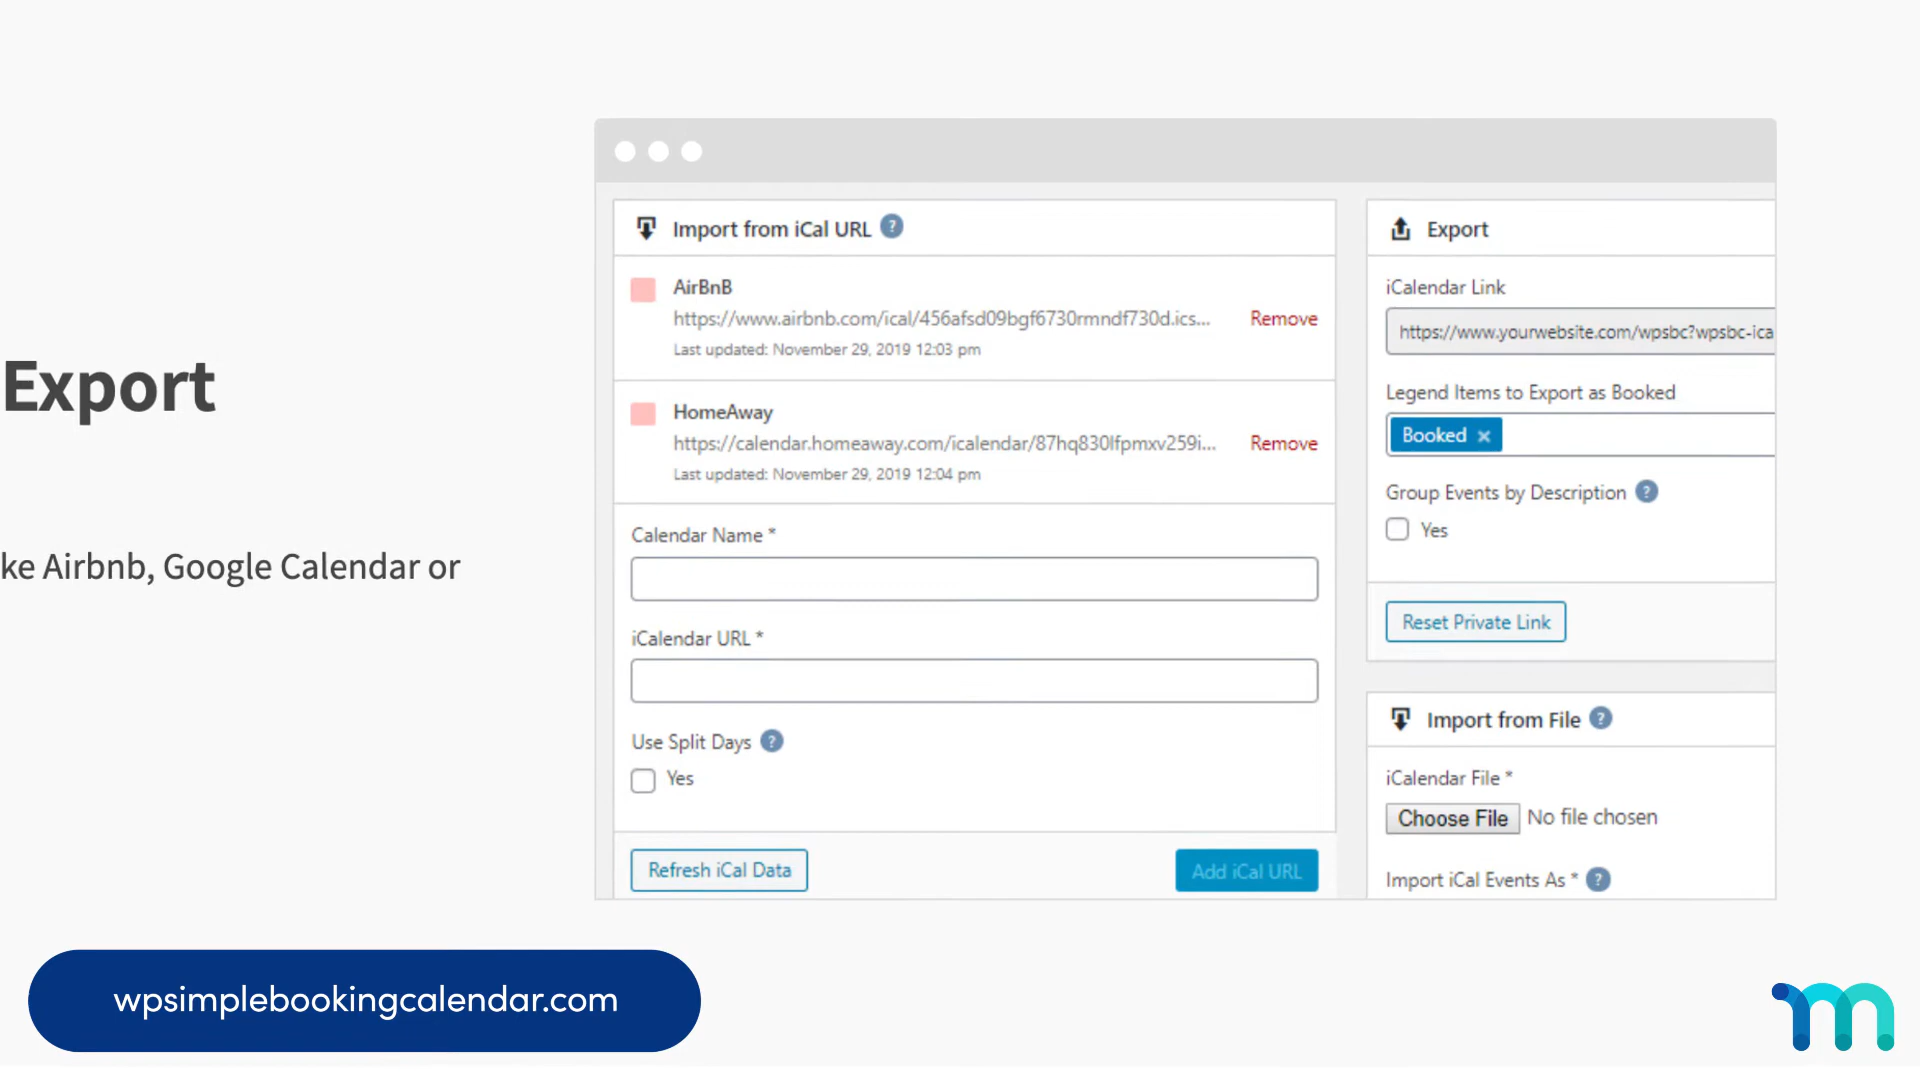 Export
ke Airbnb, Google Calendar or
Import from iCal URL ?
AirBnB
https://www.airbnb.com/ical/456afsd09bgf6730rmndf730d.ics...
Remove
Last updated: November 29, 2019 12:03 pm
HomeAway
https://calendar.homeaway.com/icalendar/87hq830lfpmxv259i...
Remove
Last updated: November 29, 2019 12:04 pm
Calendar Name *
iCalendar URL *
Use Split Days ?
Yes
Refresh iCal Data
Add iCal URL
Export
iCalendar Link
https://www.yourwebsite.com/wpsbc?wpsbc-ica
Legend Items to Export as Booked
Booked ×
Group Events by Description ?
Yes
Reset Private Link
Import from File ?
iCalendar File *
Choose File No file chosen
Import iCal Events As * ?
wpsimplebookingcalendar.com
m